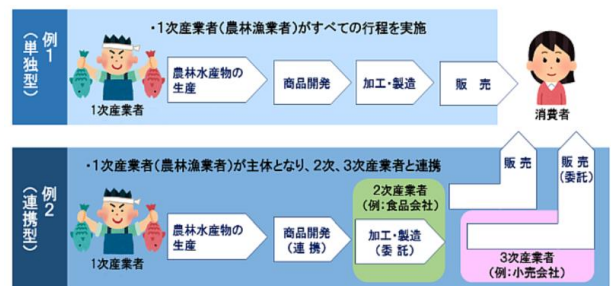 例1
(単独型)
・1次産業者(農林漁業者)がすべての行程を実施
1次産業者
農林水産物の
生産
商品開発
加工・製造
販 売
消費者
例2
(連携型)
・1次産業者(農林漁業者)が主体となり、2次、3次産業者と連携
1次産業者
農林水産物の
生産
商品開発
(連 携)
2次産業者
(例:食品会社)
加工・製造
(委 託)
販 売
販 売
(委託)
3次産業者
(例:小売会社)